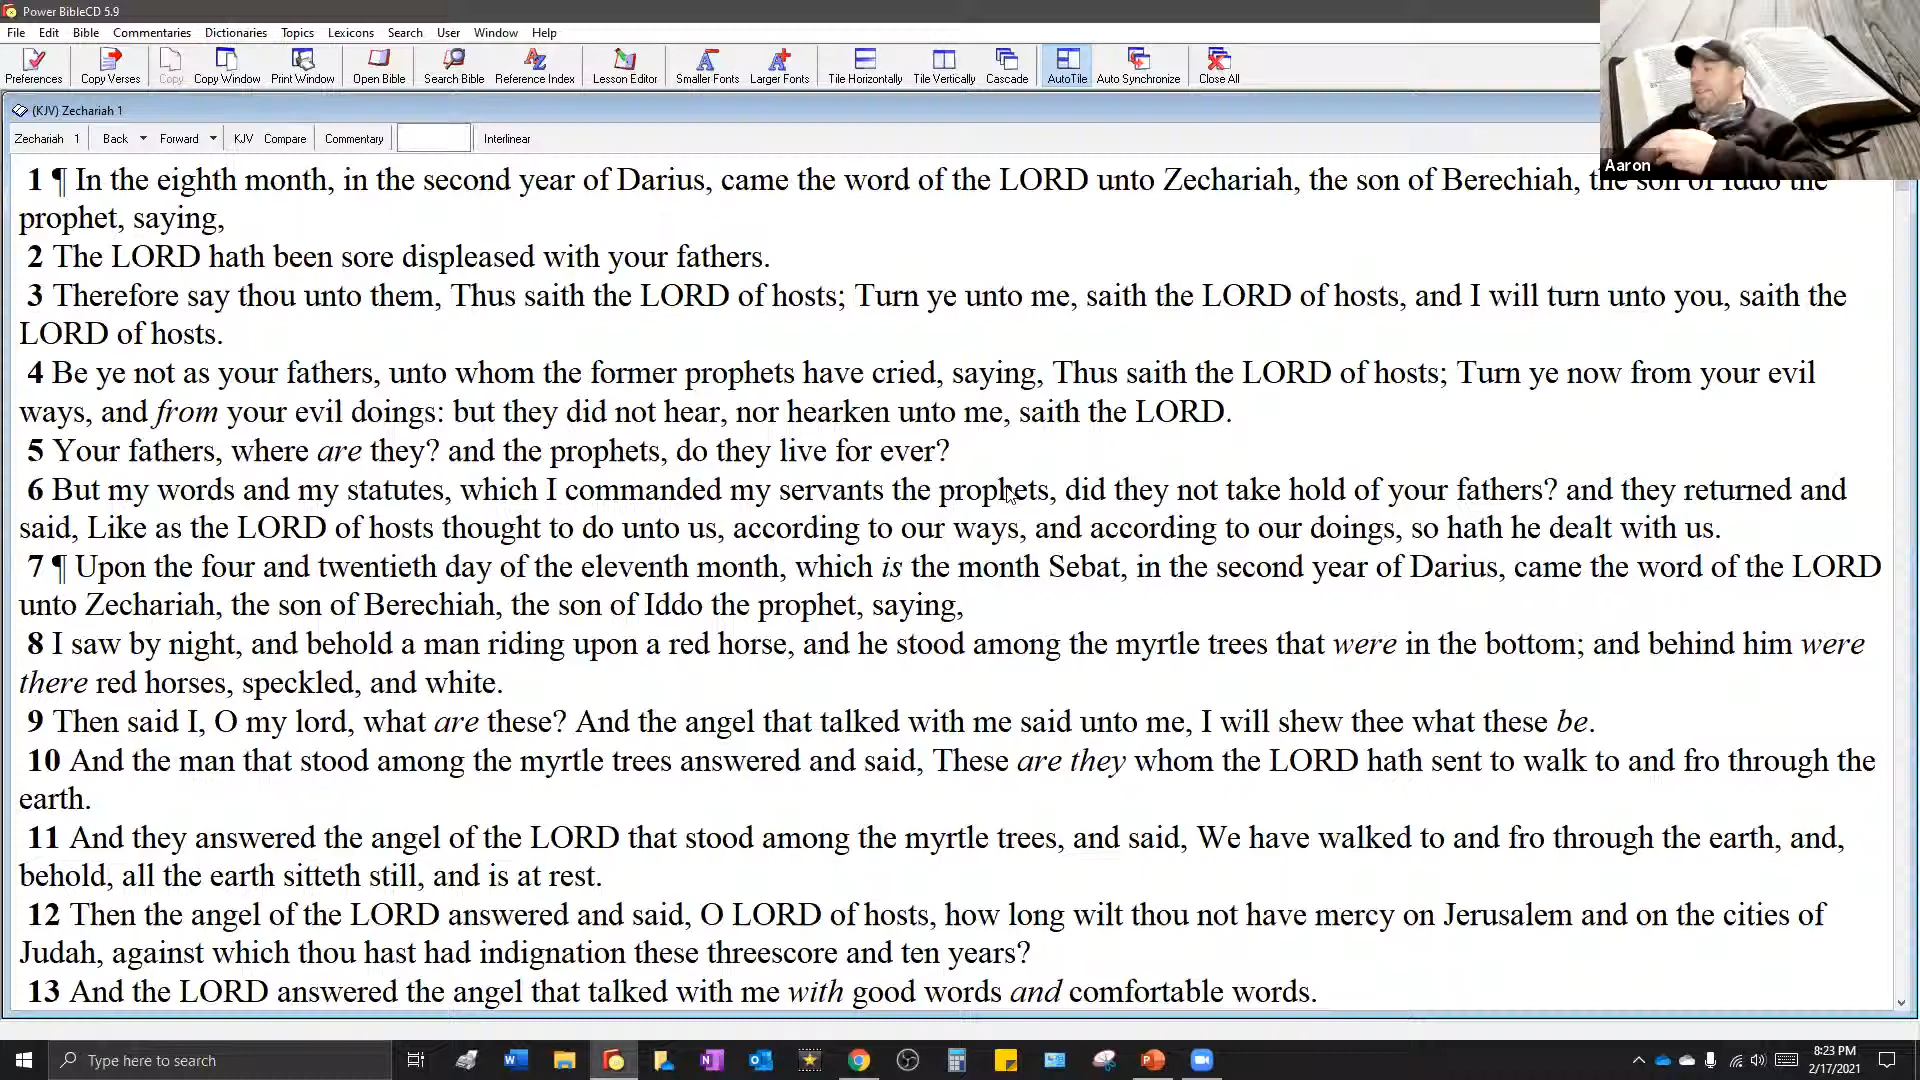 Power BibleCD 5.9
File Edit Bible Commentaries Dictionaries Topics Lexicons Search User Window Help
Preferences Copy Verses Copy Copy Window Print Window Open Bible Search Bible Reference Index Lesson Editor Smaller Fonts Larger Fonts Tile Horizontally Tile Vertically Cascade AutoTile Auto Synchronize Close All
(KJV) Zechariah 1
Zechariah 1 Back Forward KJV Compare Commentary Interlinear
Aaron
1 ¶ In the eighth month, in the second year of Darius, came the word of the LORD unto Zechariah, the son of Berechiah, the son of Iddo the
prophet, saying,
2 The LORD hath been sore displeased with your fathers.
3 Therefore say thou unto them, Thus saith the LORD of hosts; Turn ye unto me, saith the LORD of hosts, and I will turn unto you, saith the
LORD of hosts.
4 Be ye not as your fathers, unto whom the former prophets have cried, saying, Thus saith the LORD of hosts; Turn ye now from your evil
ways, and from your evil doings: but they did not hear, nor hearken unto me, saith the LORD.
5 Your fathers, where are they? and the prophets, do they live for ever?
6 But my words and my statutes, which I commanded my servants the prophets, did they not take hold of your fathers? and they returned and
said, Like as the LORD of hosts thought to do unto us, according to our ways, and according to our doings, so hath he dealt with us.
7 ¶ Upon the four and twentieth day of the eleventh month, which is the month Sebat, in the second year of Darius, came the word of the LORD
unto Zechariah, the son of Berechiah, the son of Iddo the prophet, saying,
8 I saw by night, and behold a man riding upon a red horse, and he stood among the myrtle trees that were in the bottom; and behind him were
there red horses, speckled, and white.
9 Then said I, O my lord, what are these? And the angel that talked with me said unto me, I will shew thee what these be.
10 And the man that stood among the myrtle trees answered and said, These are they whom the LORD hath sent to walk to and fro through the
earth.
11 And they answered the angel of the LORD that stood among the myrtle trees, and said, We have walked to and fro through the earth, and,
behold, all the earth sitteth still, and is at rest.
12 Then the angel of the LORD answered and said, O LORD of hosts, how long wilt thou not have mercy on Jerusalem and on the cities of
Judah, against which thou hast had indignation these threescore and ten years?
13 And the LORD answered the angel that talked with me with good words and comfortable words.
Type here to search
8:23 PM
2/17/2021